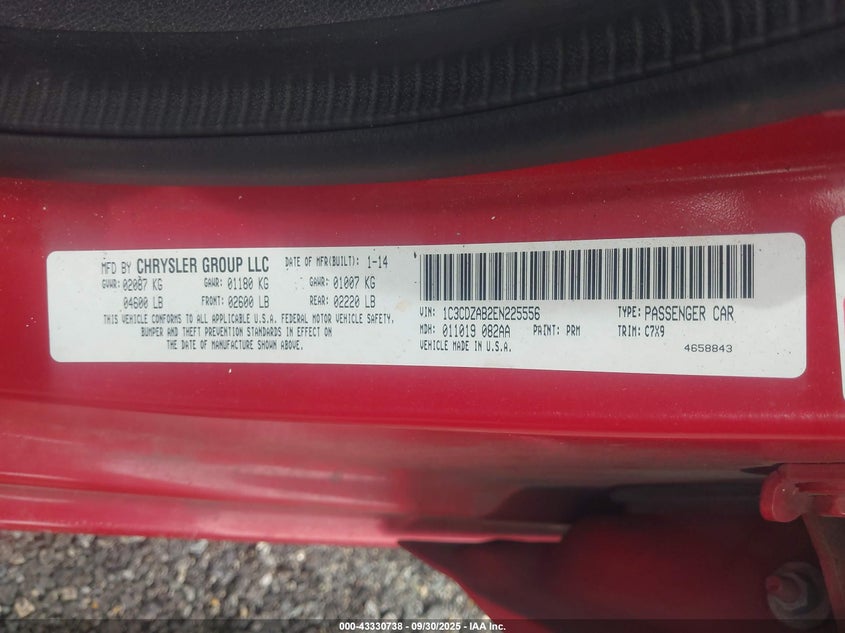 MFD BY CHRYSLER GROUP LLC DATE OF MFR(BUILT): 1-14
GVWR: 02087 KG GAWR: 01180 KG GAWR: 01007 KG
04600 LB FRONT: 02600 LB REAR: 02220 LB
THIS VEHICLE CONFORMS TO ALL APPLICABLE U.S.A. FEDERAL MOTOR VEHICLE SAFETY,
BUMPER AND THEFT PREVENTION STANDARDS IN EFFECT ON
THE DATE OF MANUFACTURE SHOWN ABOVE.
VIN: 1C3CDZAB2EN225556 TYPE: PASSENGER CAR
MDH: 011019 082AA PAINT: PRM TRIM: C7X9
VEHICLE MADE IN U.S.A. 4658843
000-43330738 - 09/30/2025 - IAA Inc.